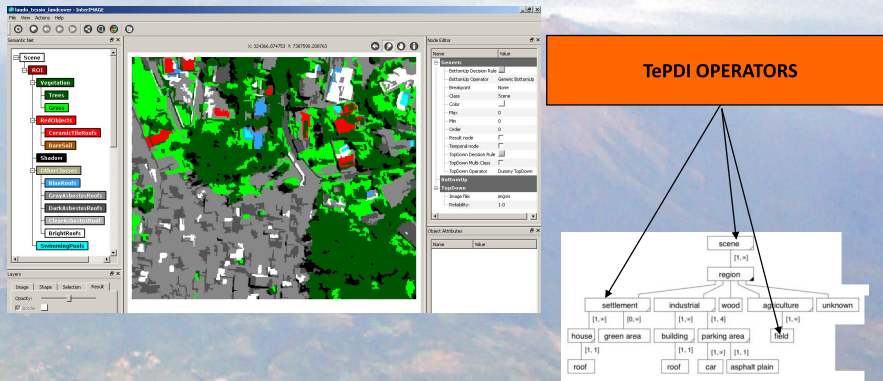 laudo_tessio_landcover - InterIMAGE
File View Actions Help
Semantic Net
Scene
ROI
Vegetation
Trees
Grass
RedObjects
CeramicTileRoofs
BareSoil
Shadow
OtherClasses
BlueRoofs
GrayAsbestosRoofs
DarkAsbestosRoofs
ClearAsbestosRoof
BrightRoofs
SwimmingPools
Layers
Image Shape Selection Result
Opacity:
Border
X: 324366.874753 Y: 7387590.208763
Node Editor
Name Value
Generic
BottomUp Decision Rule
BottomUp Operator Generic BottomUp
Breakpoint None
Class Scene
Color
Max 0
Min 0
Order 0
Result node
Temporal node
TopDown Decision Rule
TopDown Multi-Class
TopDown Operator Dummy TopDown
BottomUp
TopDown
Image file:
Reliability: 1.0
Object Attributes
Name Value
TePDI OPERATORS
scene
[1, ∞]
region
settlement industrial wood agriculture unknown
[1, ∞] [0, ∞] [1, ∞] [1, 4] [1, ∞]
house green area building parking area field
[1, 1] [1, 1] [1, ∞] [1, 1]
roof roof car asphalt plain